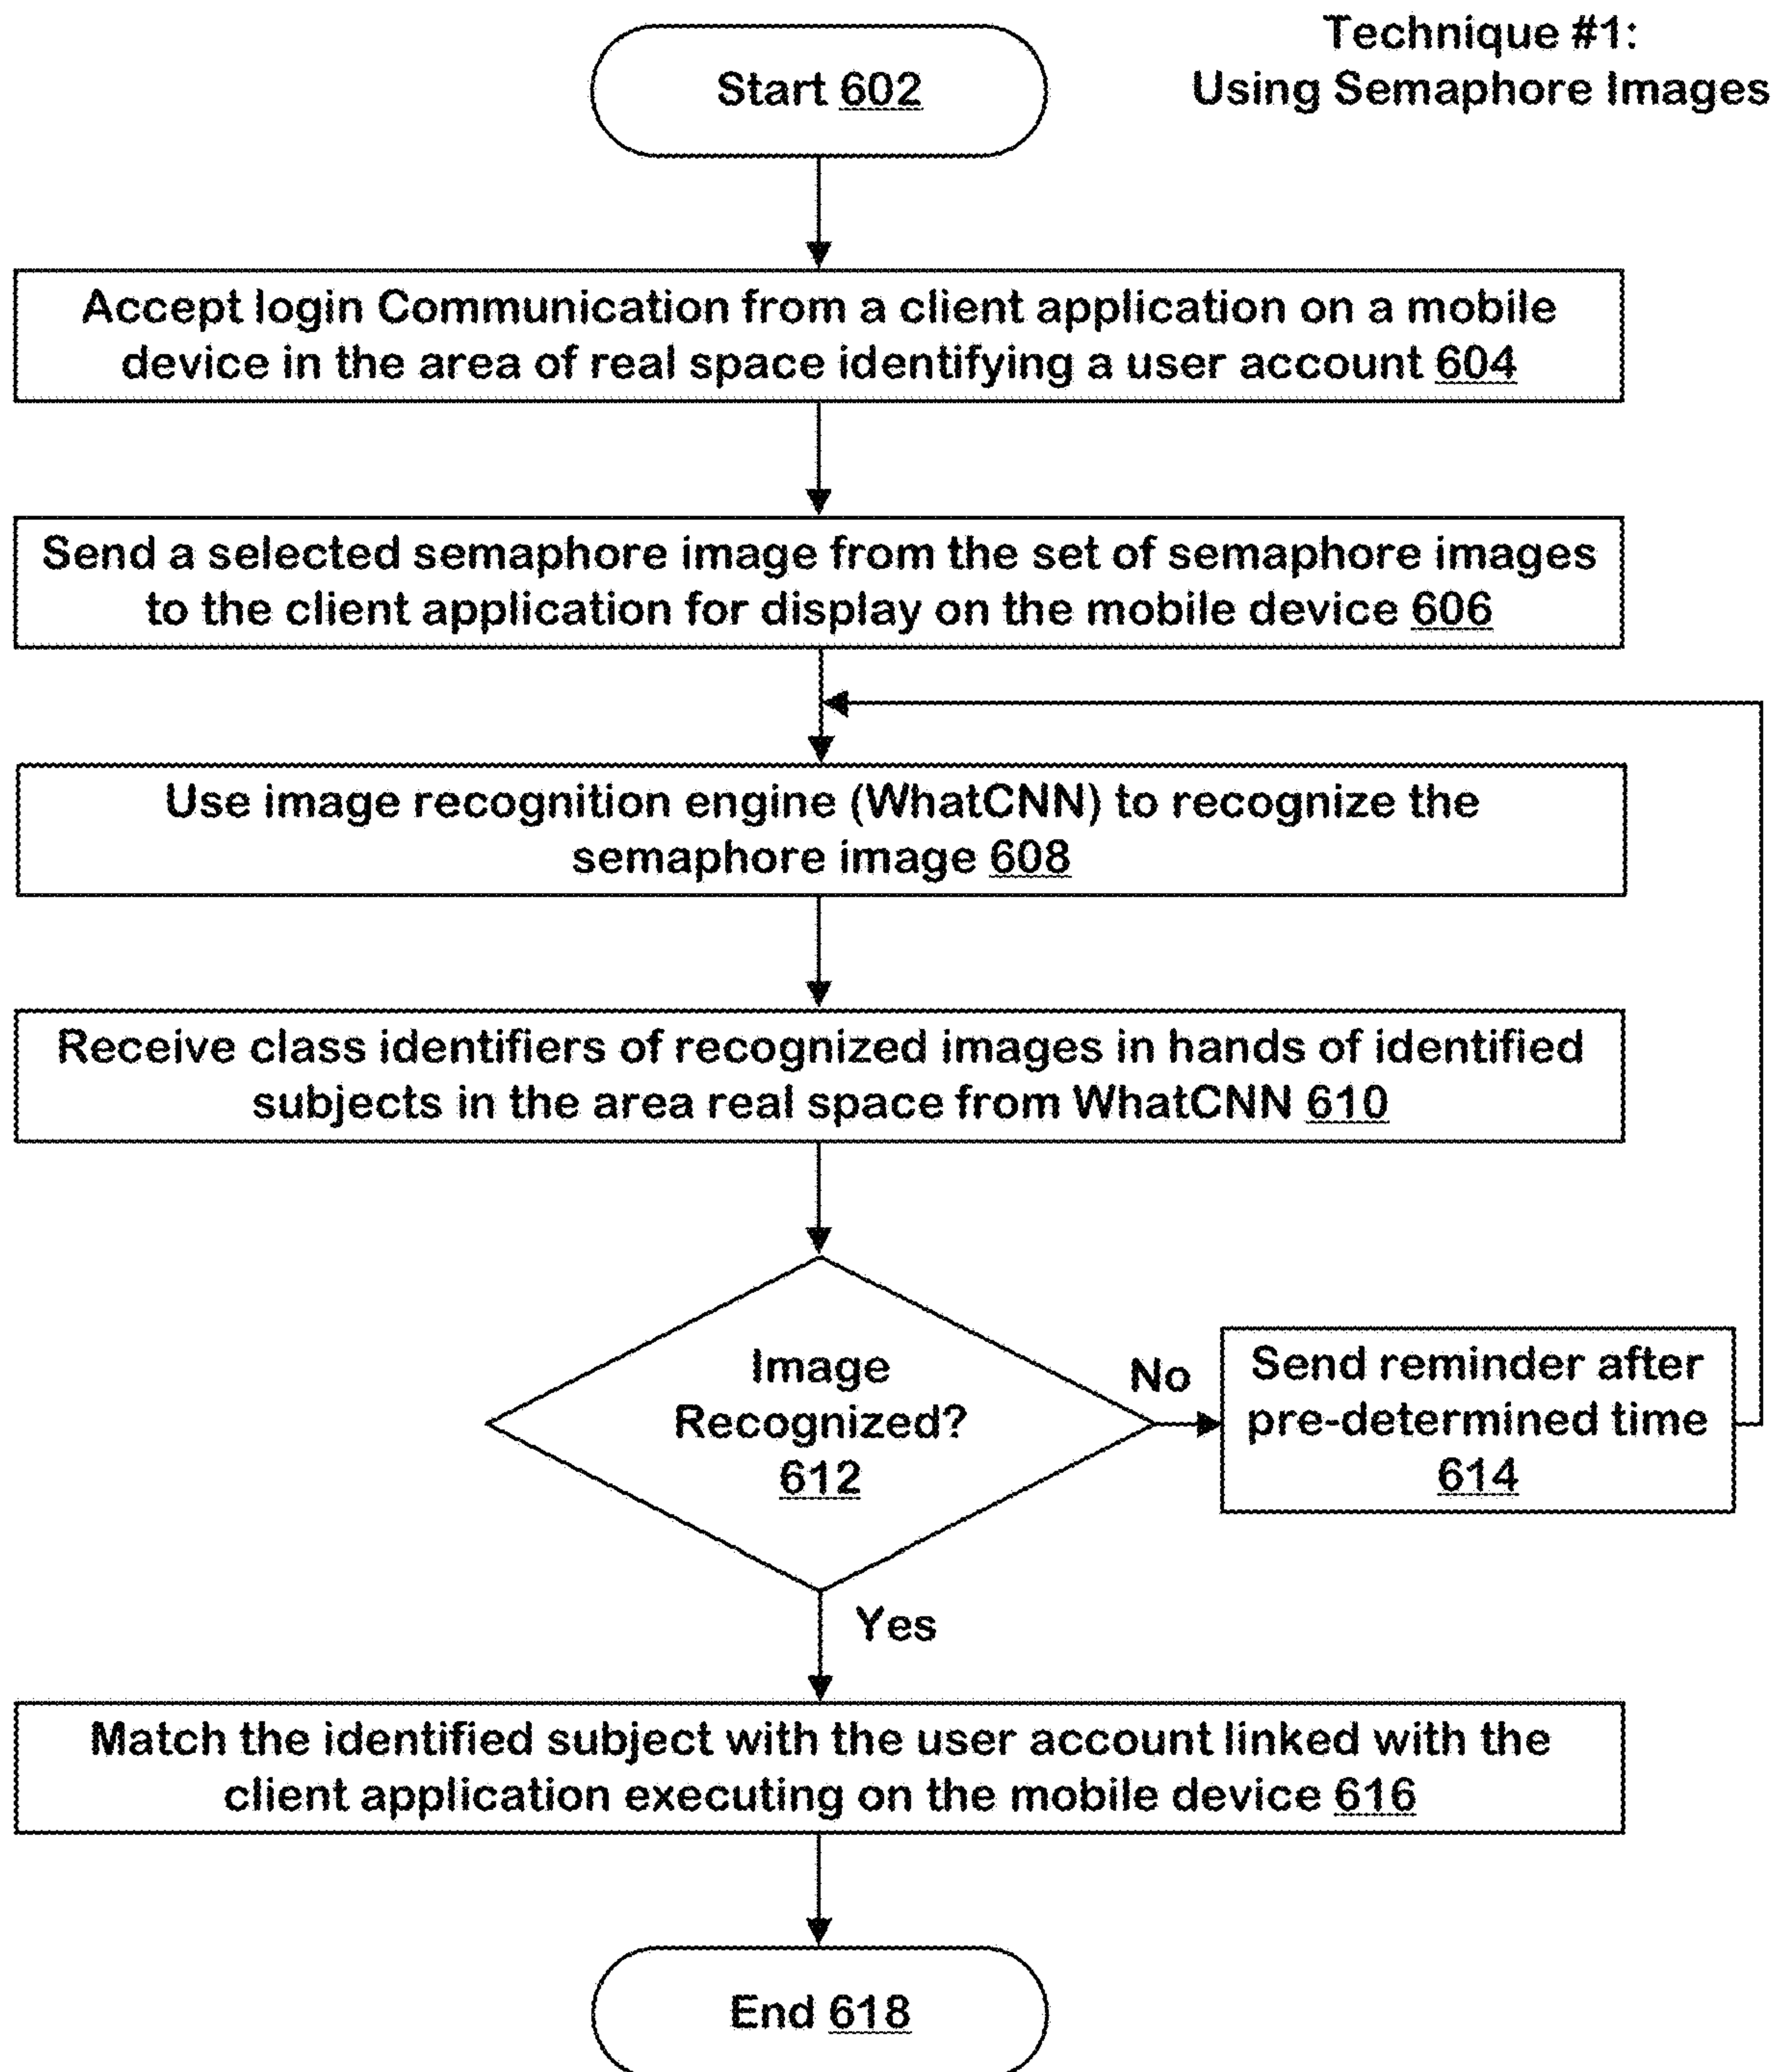 Technique #1:
Using Semaphore Images
Start 602
Accept login Communication from a client application on a mobile
device in the area of real space identifying a user account 604
Send a selected semaphore image from the set of semaphore images
to the client application for display on the mobile device 606
Use image recognition engine (WhatCNN) to recognize the
semaphore image 608
Receive class identifiers of recognized images in hands of identified
subjects in the area real space from WhatCNN 610
Image
Recognized?
612
No
Send reminder after
pre-determined time
614
Yes
Match the identified subject with the user account linked with the
client application executing on the mobile device 616
End 618